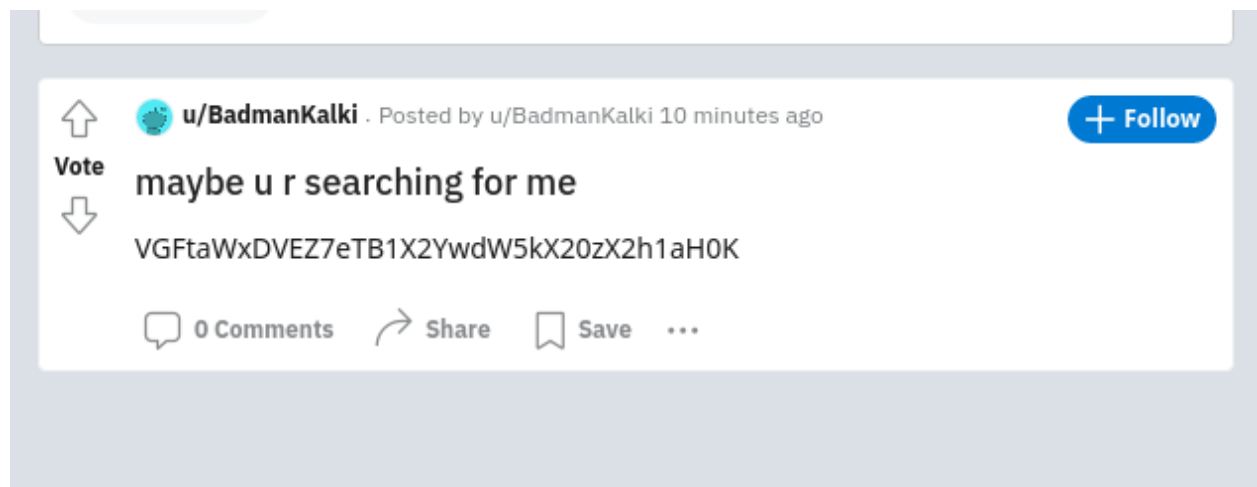 u/BadmanKalki . Posted by u/BadmanKalki 10 minutes ago
+ Follow
Vote
maybe u r searching for me
VGFtaWxDVEZ7eTB1X2YwdW5kX20zX2h1aH0K
0 Comments Share Save ...